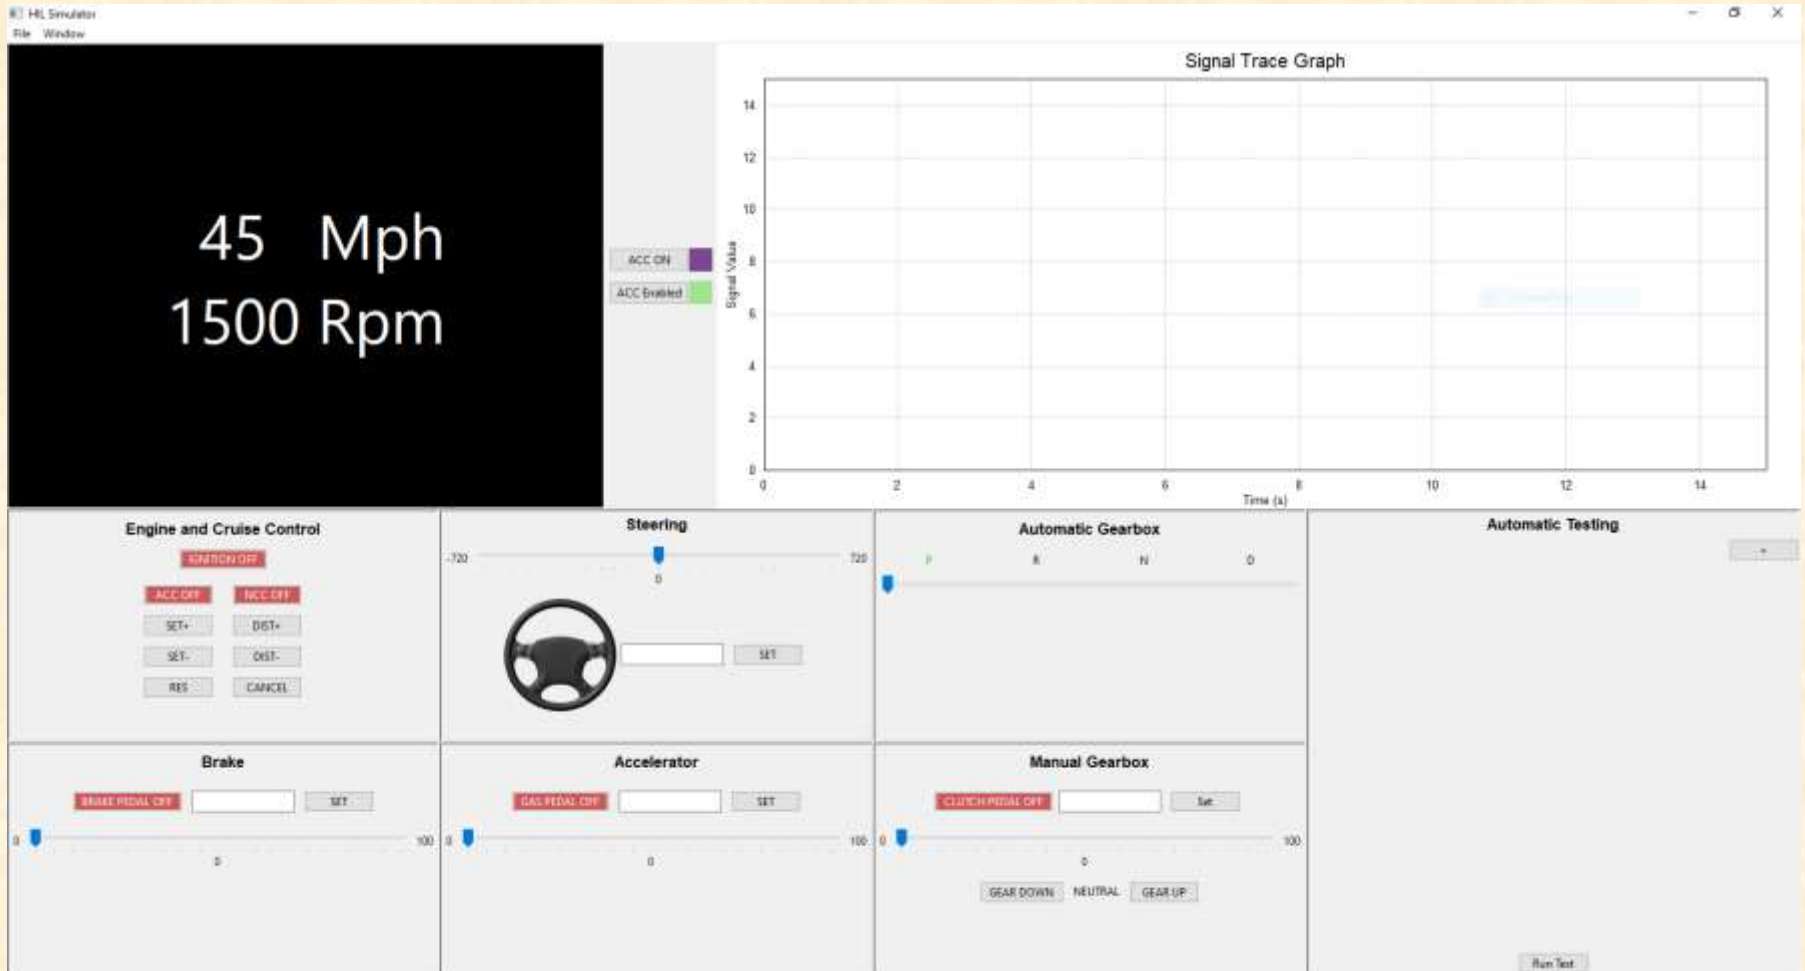 HIL Simulator
File Window
45 Mph
1500 Rpm
ACC ON
ACC Enabled
Signal Trace Graph
Signal Value
14
12
10
8
6
4
2
0
0 2 4 6 8 10 12 14
Time (s)
Engine and Cruise Control
IGNITION OFF
ACC OFF NCC OFF
SET+ DIST+
SET- DIST-
RES CANCEL
Steering
-720 720
0
SET
Automatic Gearbox
P R N D
Automatic Testing
Brake
BRAKE PEDAL OFF SET
0 100
0
Accelerator
GAS PEDAL OFF SET
0 100
0
Manual Gearbox
CLUTCH PEDAL OFF Set
0 100
0
GEAR DOWN NEUTRAL GEAR UP
Run Test